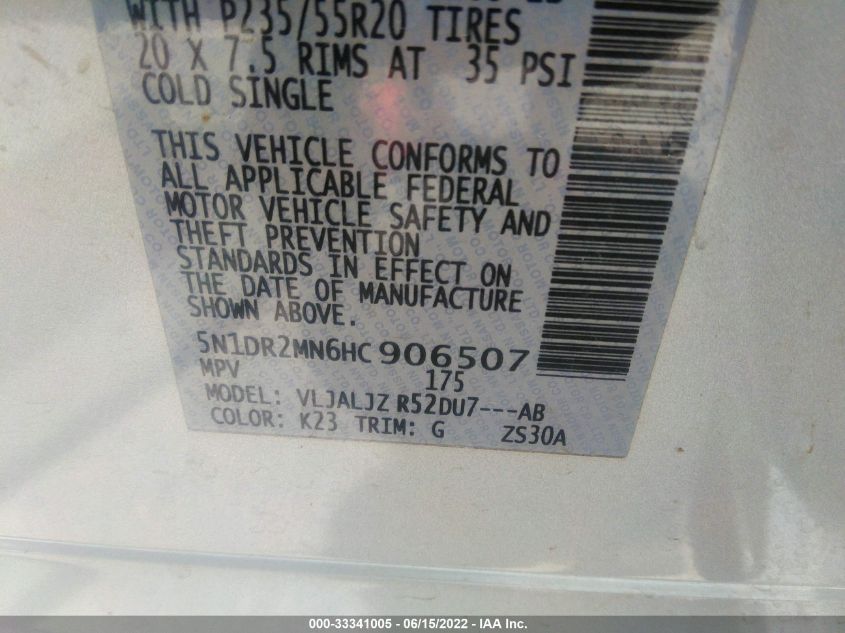 WITH P235/55R20 TIRES
20 X 7.5 RIMS AT 35 PSI
COLD SINGLE
THIS VEHICLE CONFORMS TO
ALL APPLICABLE FEDERAL
MOTOR VEHICLE SAFETY AND
THEFT PREVENTION
STANDARDS IN EFFECT ON
THE DATE OF MANUFACTURE
SHOWN ABOVE.
5N1DR2MN6HC 906507
MPV 175
MODEL: VLJALJZ R52DU7---AB
COLOR: K23 TRIM: G ZS30A
000-33341005 - 06/15/2022 - IAA Inc.